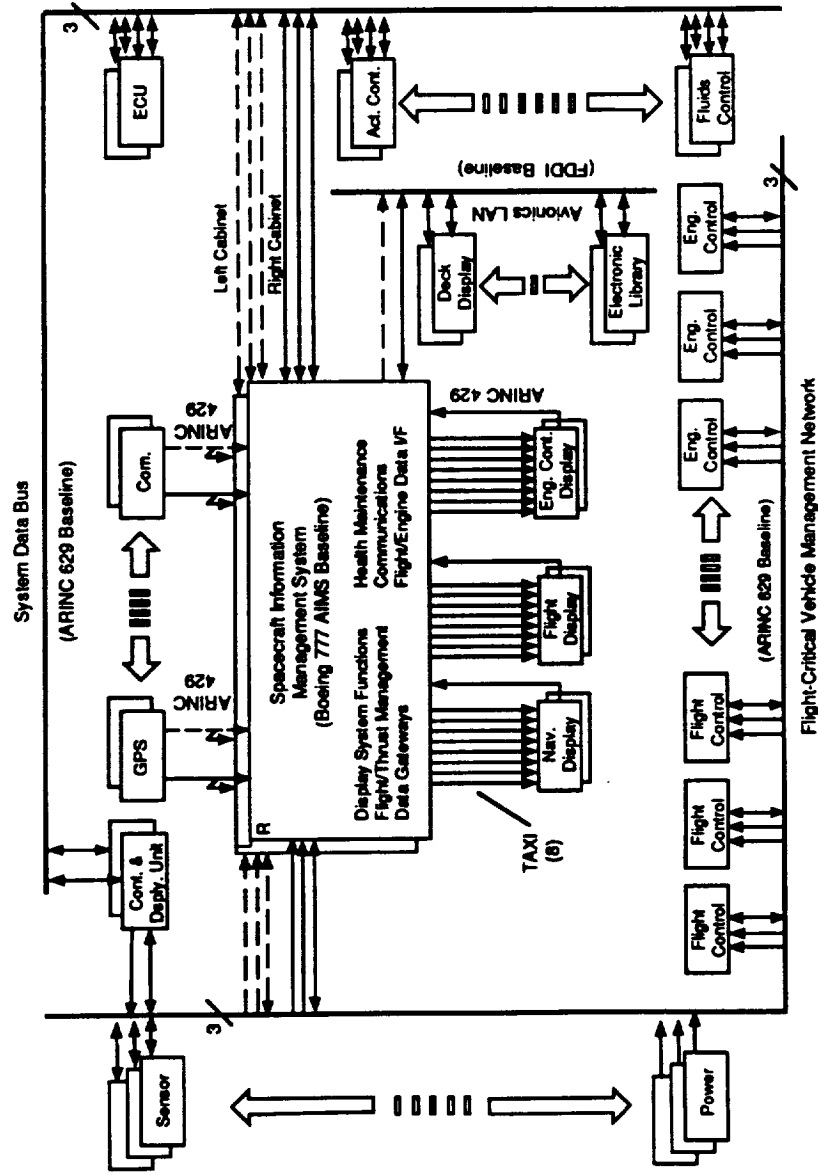 System Data Bus
(ARINC 629 Baseline)
3
ECU
Com.
GPS
Cont. &
Dsply. Unit
Sensor
3
ARINC
429
ARINC
429
Left Cabinet
Right Cabinet
Act. Cont.
R
Spacecraft Information
Management System
(Boeing 777 AIMS Baseline)
Display System Functions
Flight/Thrust Management
Data Gateways
Health Maintenance
Communications
Flight/Engine Data I/F
Avionics LAN
(FDDI Baseline)
Deck
Display
Electronic
Library
ARINC 429
TAXI
(8)
Nav.
Display
Flight
Display
Eng. Cont.
Display
Fluids
Control
Power
Flight
Control
Flight
Control
Flight
Control
Eng.
Control
Eng.
Control
Eng.
Control
3
(ARINC 629 Baseline)
Flight-Critical Vehicle Management Network